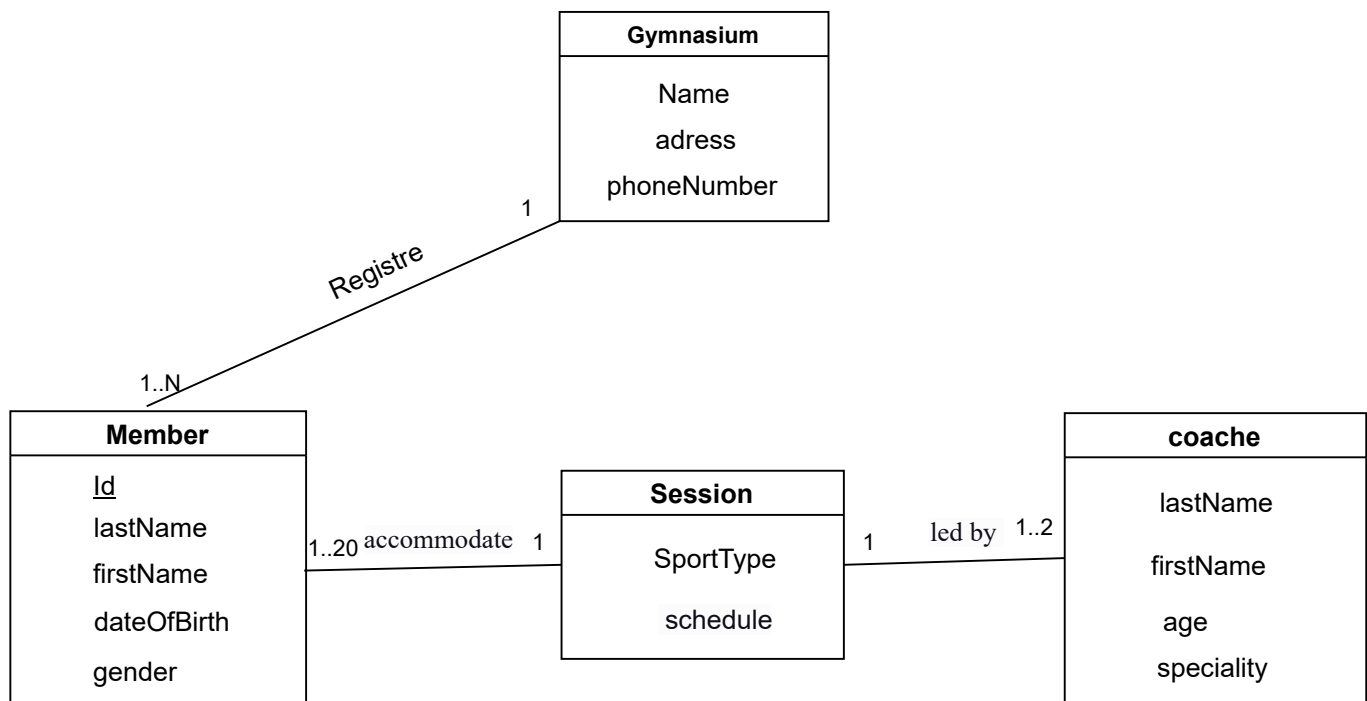 Gymnasium
Name
adress
phoneNumber
1
Registre
1..N
Member
Id
lastName
firstName
dateOfBirth
gender
1..20 accommodate 1
Session
SportType
schedule
1 led by 1..2
coache
lastName
firstName
age
speciality